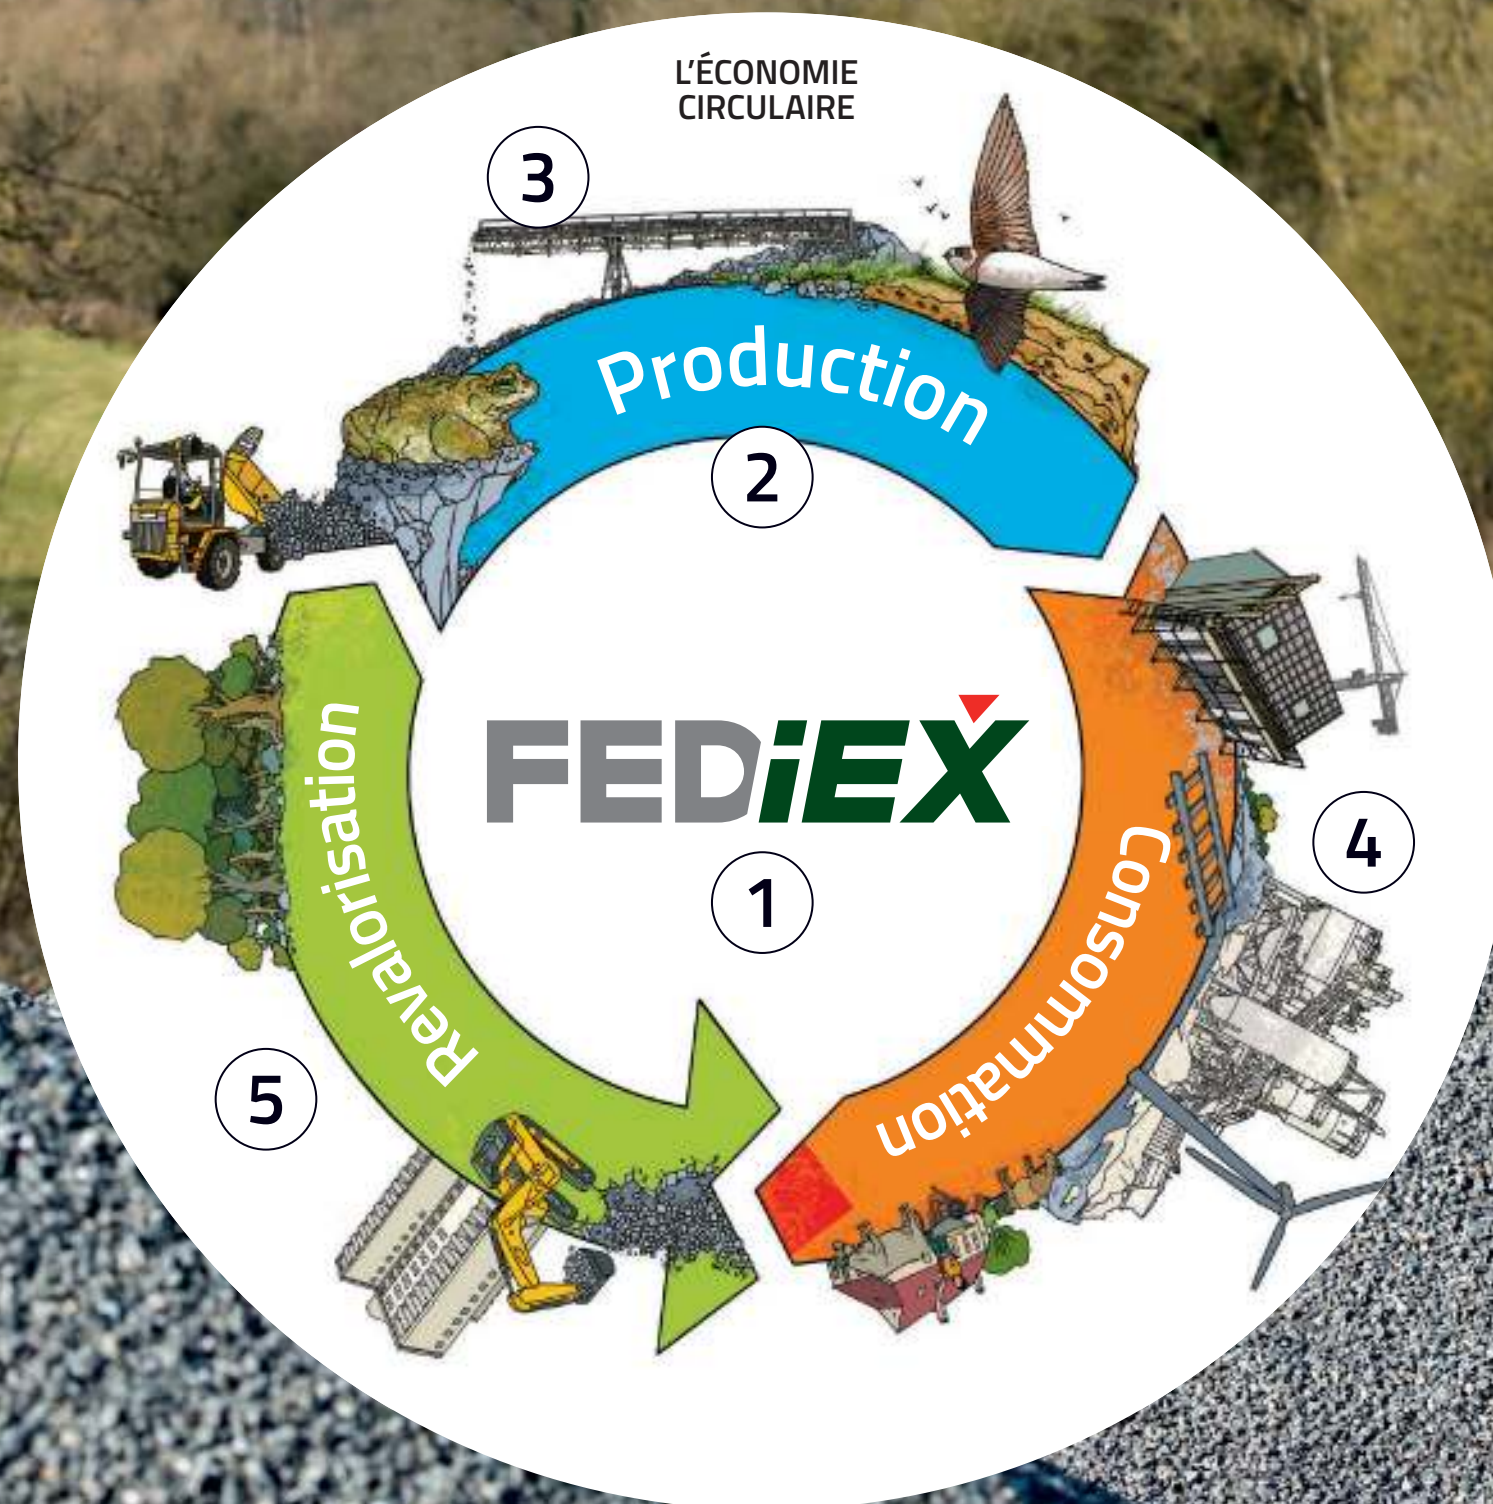 L'ÉCONOMIE
CIRCULAIRE
3
Production
2
FEDiEX
1
4
Consommation
Revalorisation
5